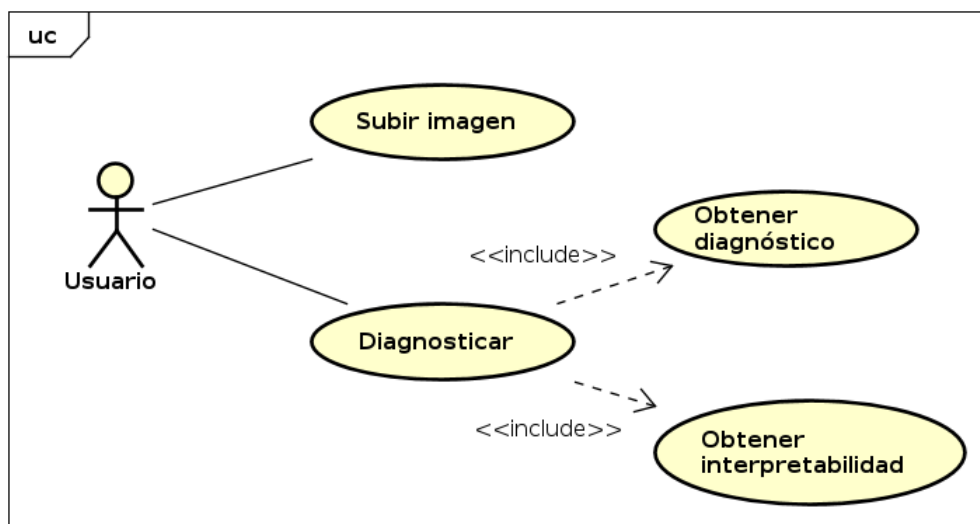 uc
Subir imagen
Usuario
Obtener
diagnóstico
<<include>>
Diagnosticar
<<include>>
Obtener
interpretabilidad